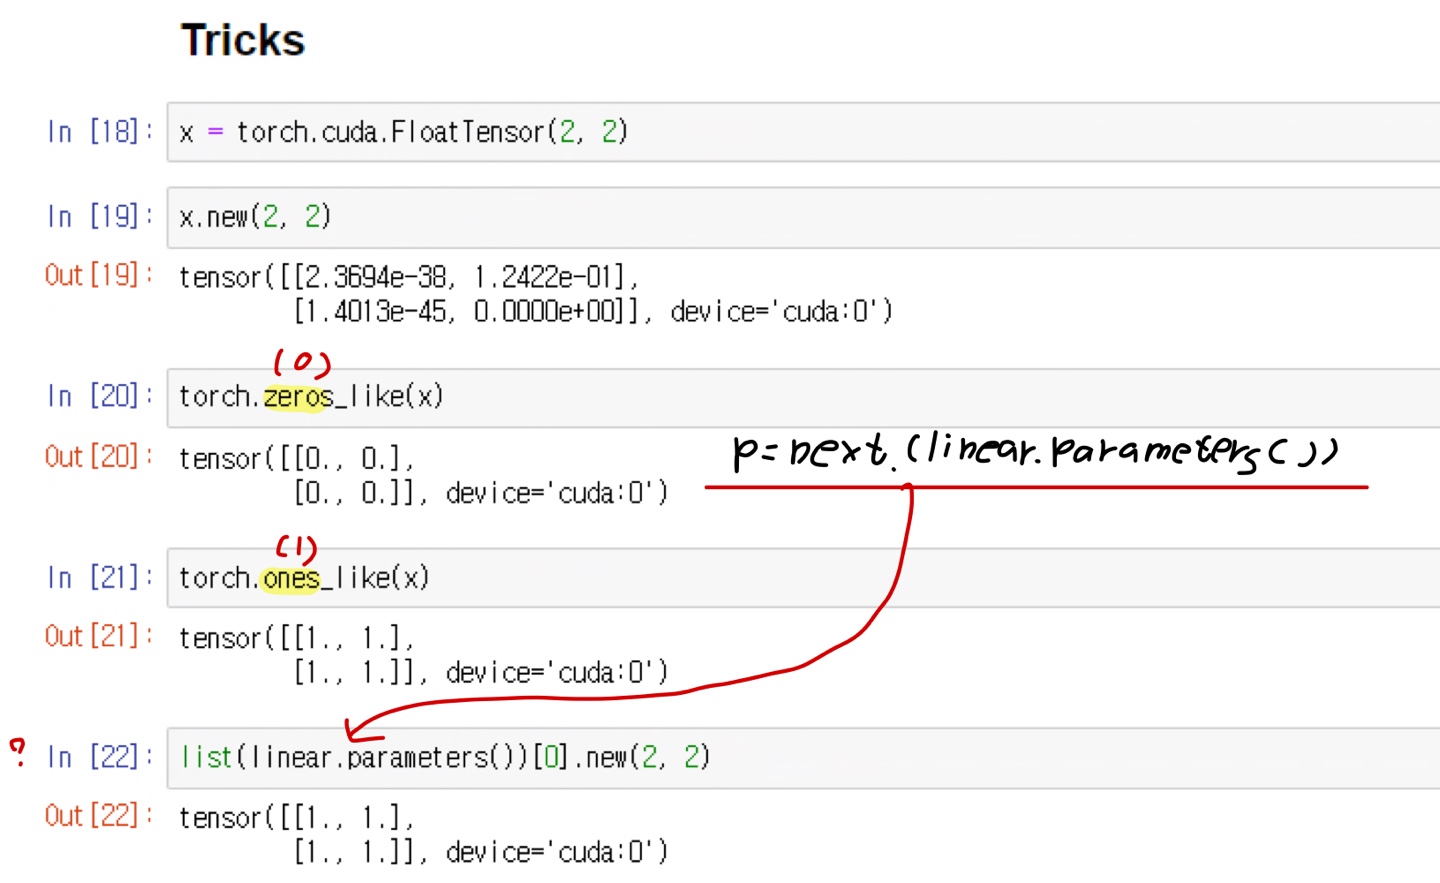 Tricks
In [18]: x = torch.cuda.FloatTensor(2, 2)
In [19]: x.new(2, 2)
Out[19]: tensor([[2.3694e-38, 1.2422e-01],
[1.4013e-45, 0.0000e+00]], device='cuda:0')
(0)
In [20]: torch.zeros_like(x)
Out[20]: tensor([[0., 0.],
[0., 0.]], device='cuda:0')
p=next.(linear.parameters())
(1)
In [21]: torch.ones_like(x)
Out[21]: tensor([[1., 1.],
[1., 1.]], device='cuda:0')
? In [22]: list(linear.parameters())[0].new(2, 2)
Out[22]: tensor([[1., 1.],
[1., 1.]], device='cuda:0')